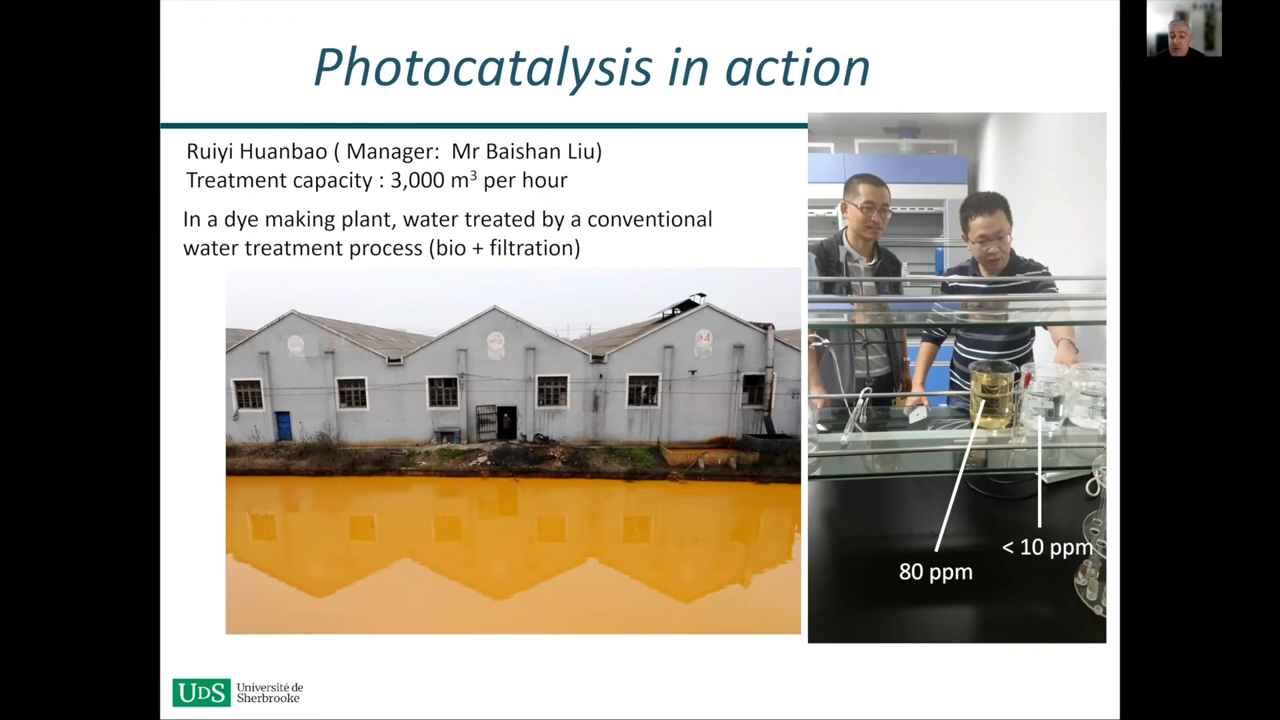 Photocatalysis in action
Ruiyi Huanbao ( Manager: Mr Baishan Liu)
Treatment capacity : 3,000 m³ per hour
In a dye making plant, water treated by a conventional
water treatment process (bio + filtration)
80 ppm
< 10 ppm
UDS Université de
Sherbrooke